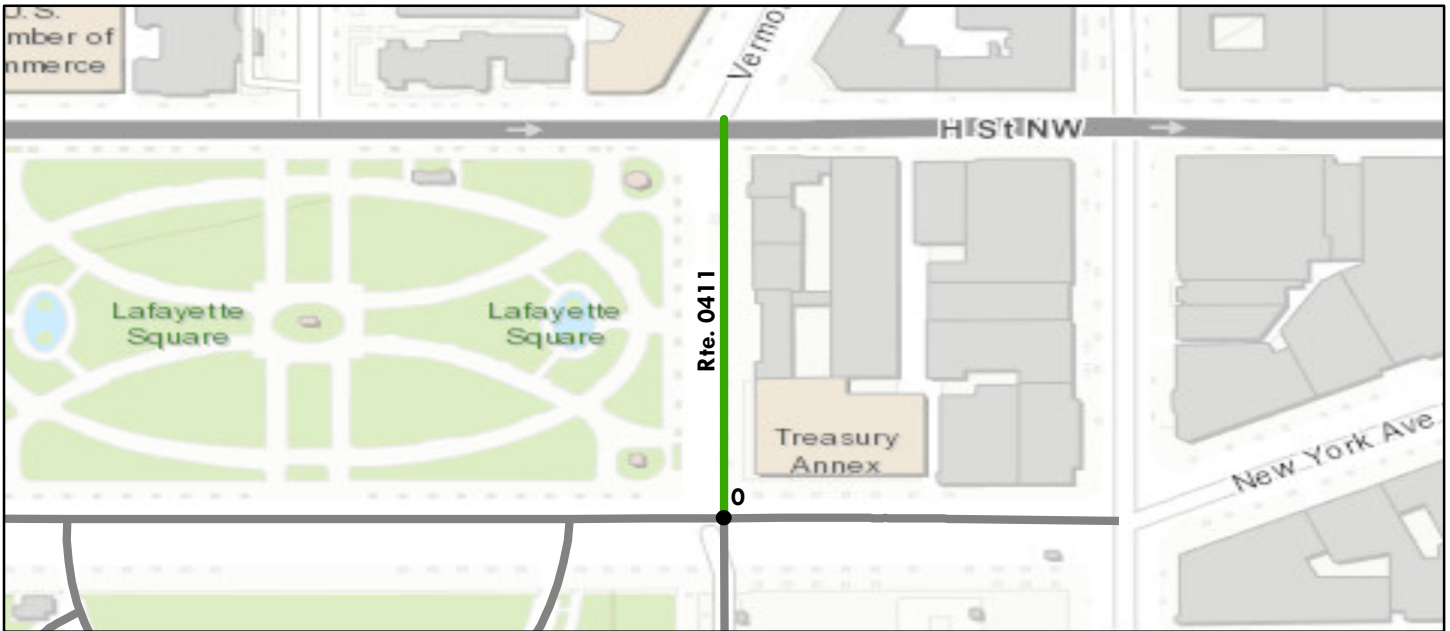 U.S.
mber of
mmerce
Vermo
H St NW
Lafayette
Square
Lafayette
Square
Rte. 0411
Treasury
Annex
New York Ave
0